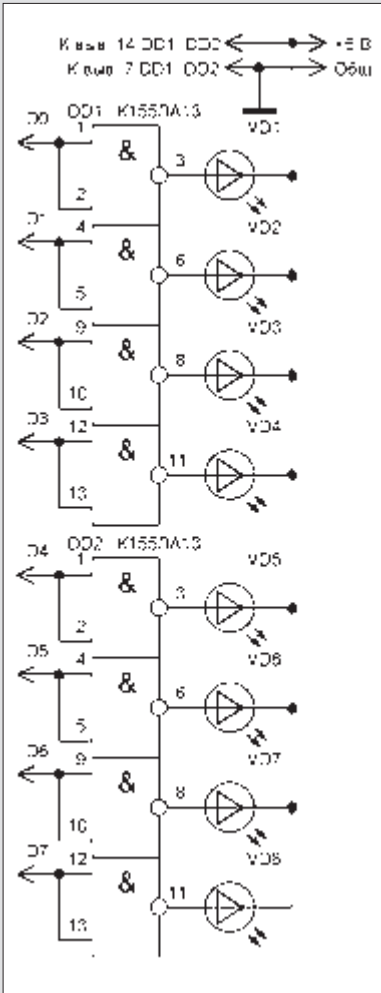 К выв. 14 DD1, DD2
+5 В
К выв. 7 DD1, DD2
Общ
D0
DD1 К155ЛА13
VD1
1
&
3
2
VD2
D1
4
&
6
5
VD3
D2
9
&
8
10
VD4
D3
12
&
11
13
DD2 К155ЛА13
D4
1
VD5
&
3
2
VD6
D5
4
&
6
5
VD7
D6
9
&
8
10
VD8
D7
12
&
11
13